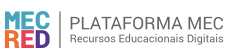 MEC
RED
PLATAFORMA MEC
Recursos Educacionais Digitais